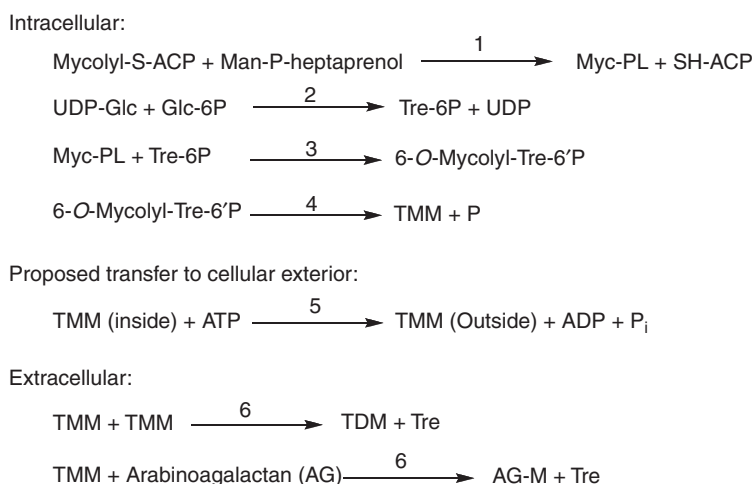 Intracellular:
1
Mycolyl-S-ACP + Man-P-heptaprenol Myc-PL + SH-ACP
2
UDP-Glc + Glc-6P Tre-6P + UDP
3
Myc-PL + Tre-6P 6-O-Mycolyl-Tre-6′P
4
6-O-Mycolyl-Tre-6′P TMM + P
Proposed transfer to cellular exterior:
5
TMM (inside) + ATP TMM (Outside) + ADP + Pi
Extracellular:
6
TMM + TMM TDM + Tre
6
TMM + Arabinoagalactan (AG) AG-M + Tre